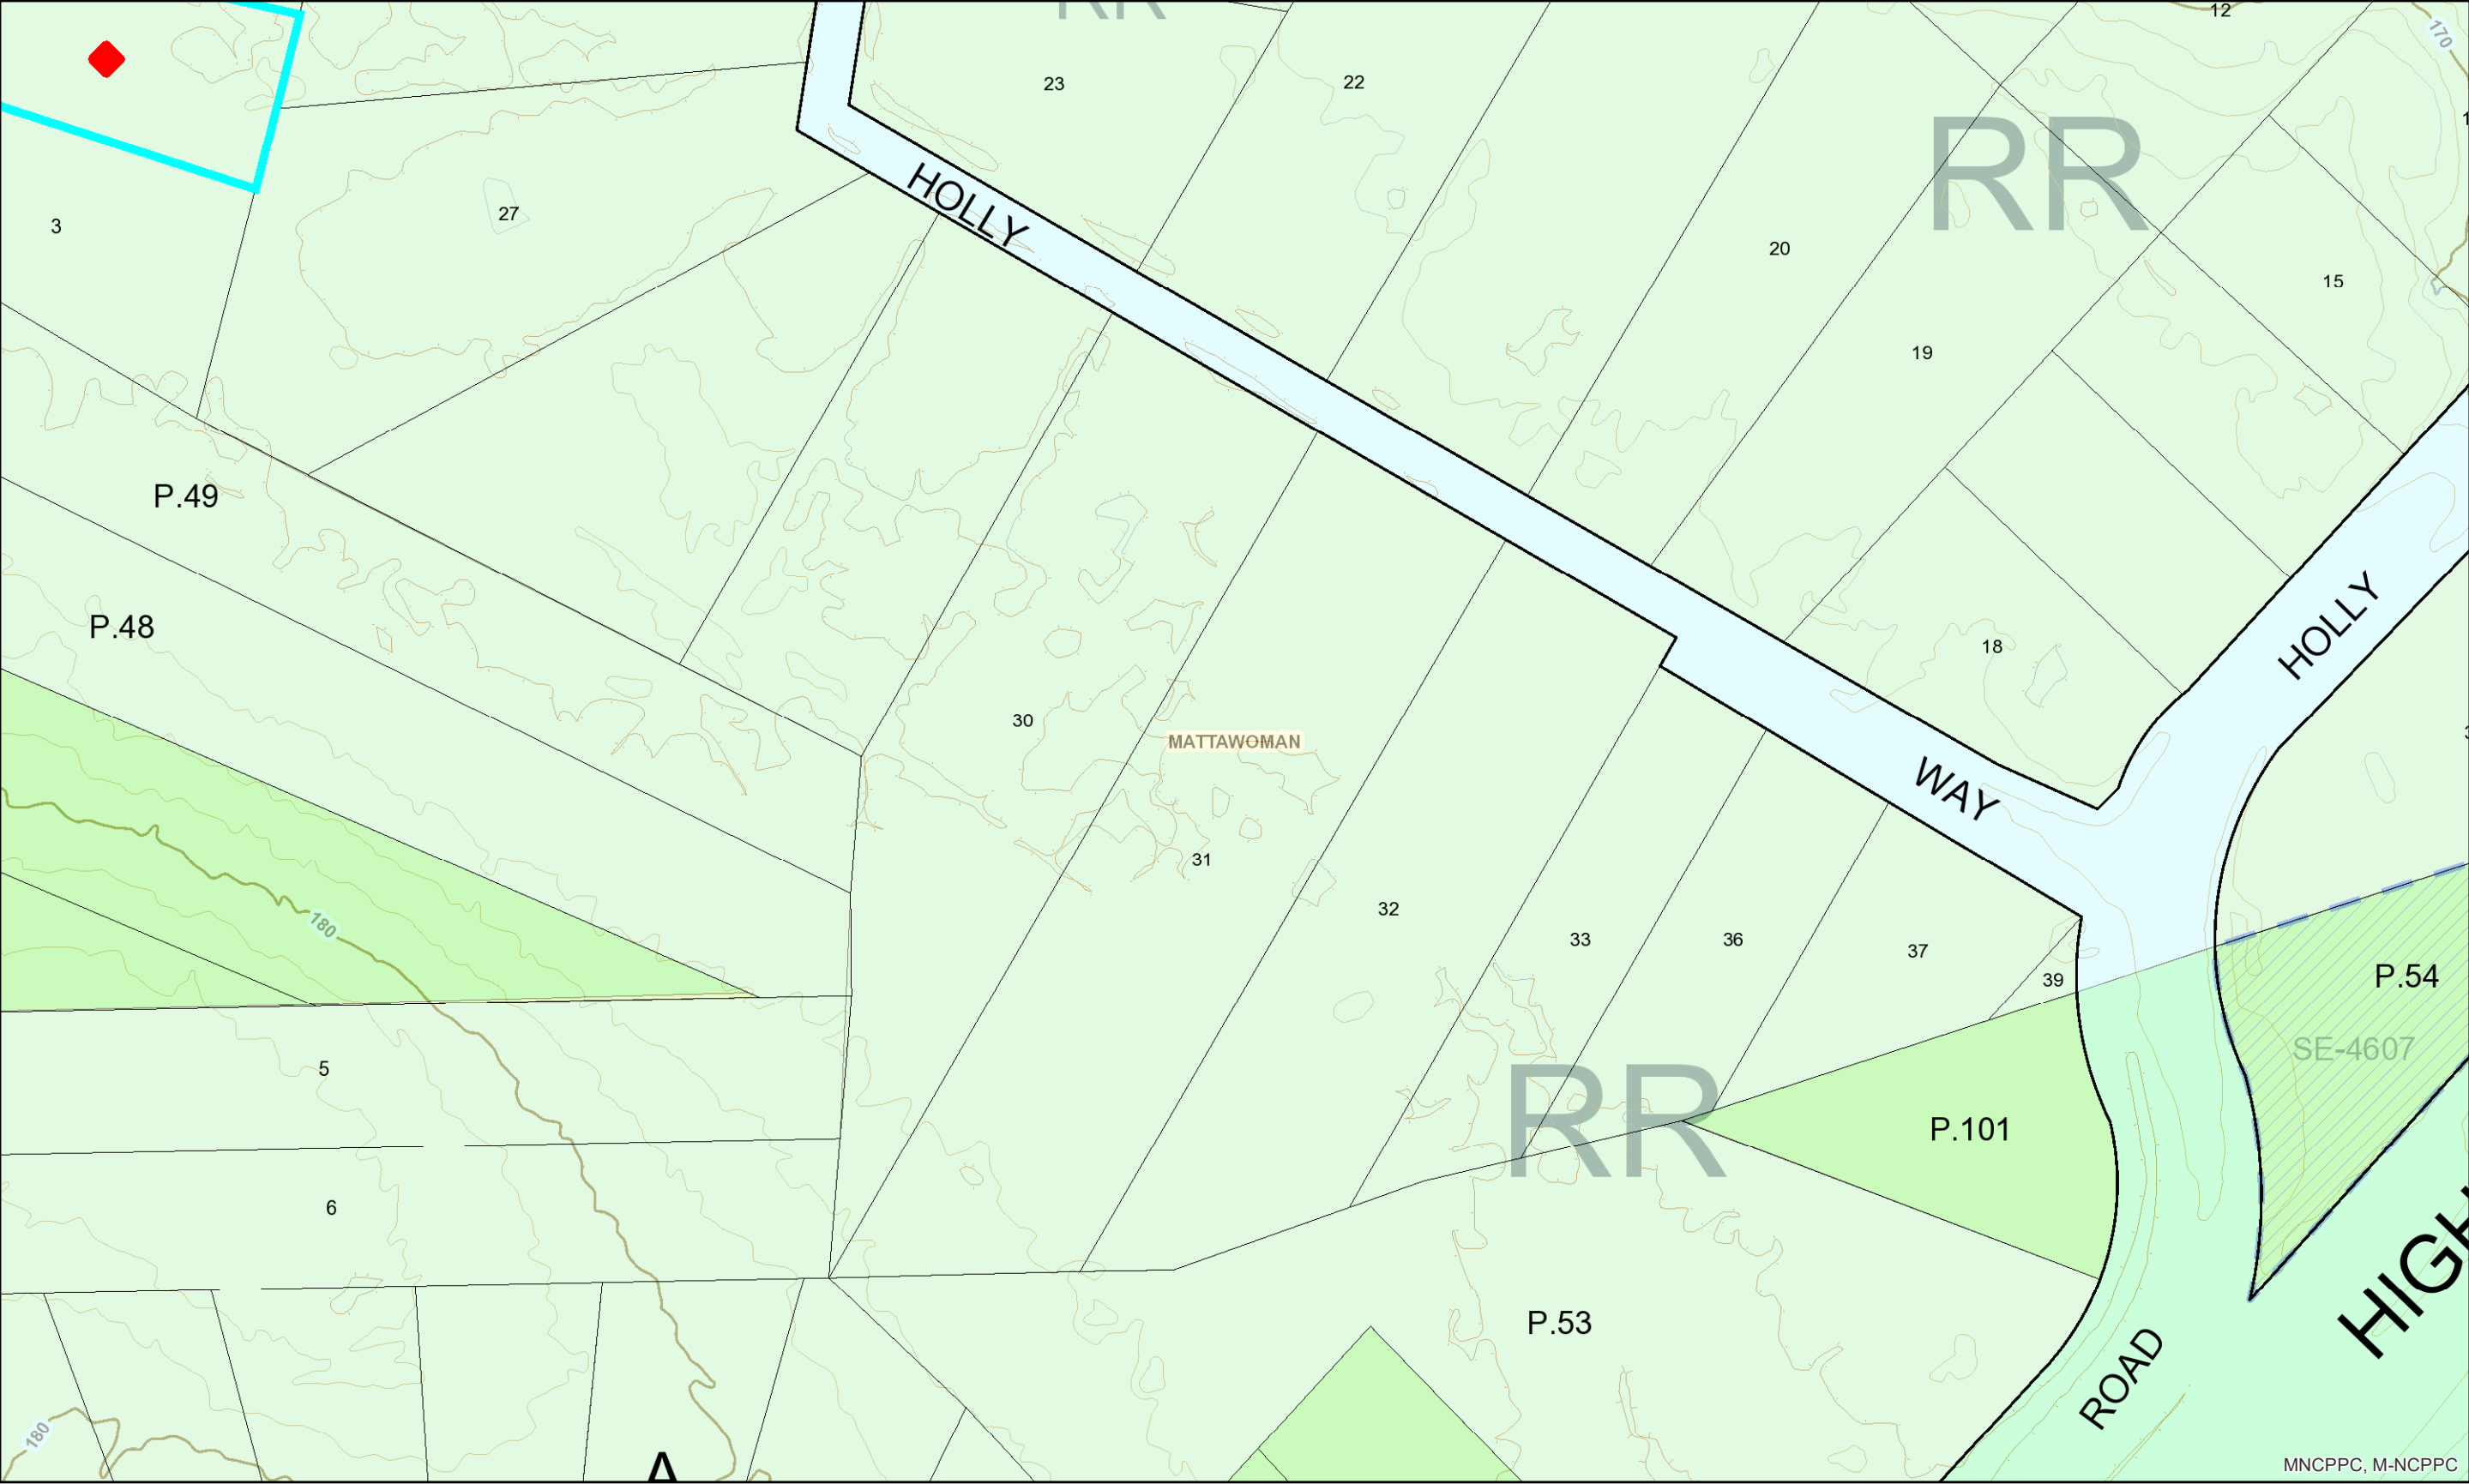 RR
12
170
23
22
RR
27
3
HOLLY
20
15
19
P.49
HOLLY
P.48
18
30
MATTAWOMAN
WAY
31
32
180
33
36
37
39
P.54
SE-4607
5
P.101
RR
6
HIGH
P.53
ROAD
180
A
MNCPPC, M-NCPPC